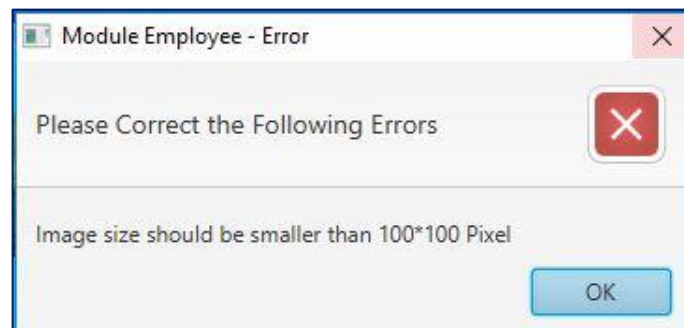 Module Employee - Error
Please Correct the Following Errors
Image size should be smaller than 100*100 Pixel
OK